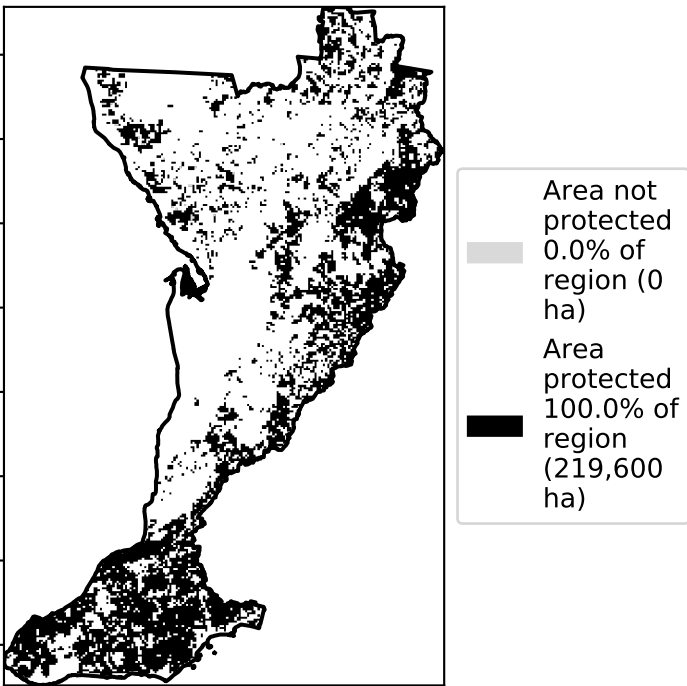 Area not
protected
0.0% of
region (0
ha)
Area
protected
100.0% of
region
(219,600
ha)